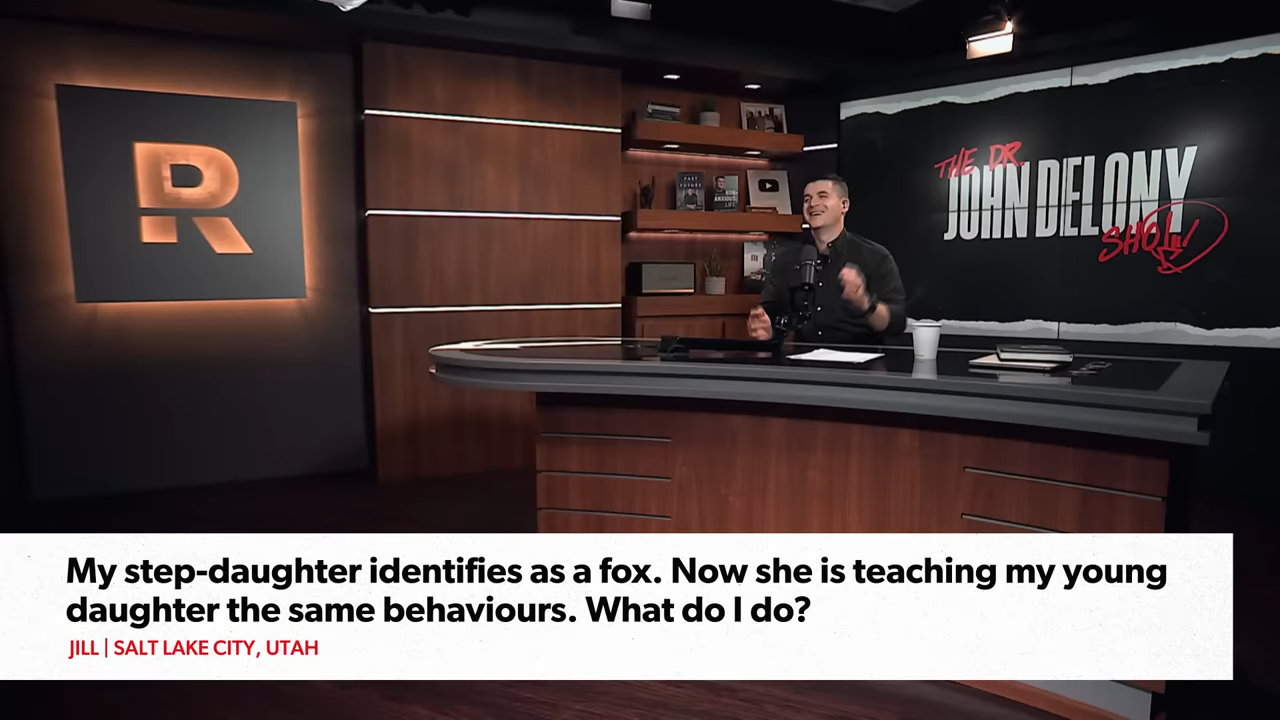 R
THE DR.
JOHN DELONY
SHOW!
My step-daughter identifies as a fox. Now she is teaching my young
daughter the same behaviours. What do I do?
JILL | SALT LAKE CITY, UTAH